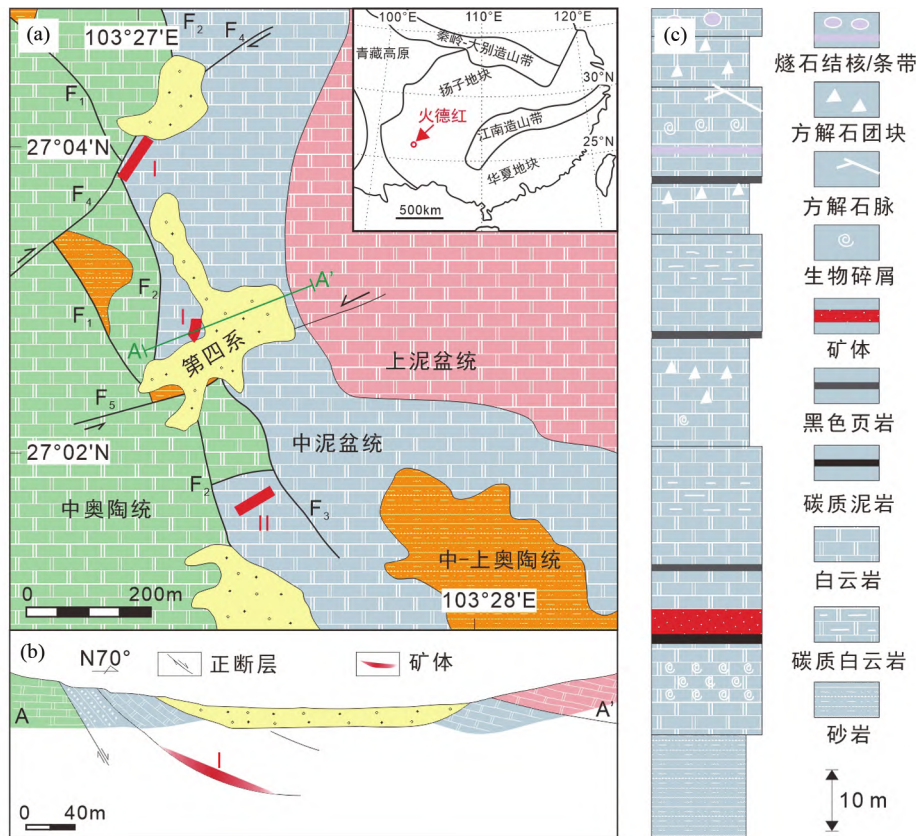 (a)
103°27'E
F₂
F₄
F₁
27°04'N
I
F₄
F₂
F₁
A'
I
A
第四系
F₅
27°02'N
上泥盆统
中泥盆统
中奥陶统
F₂
II
F₃
中-上奥陶统
103°28'E
0
200m
100°E
110°E
120°E
秦岭-大别造山带
青藏高原
扬子地块
30°N
火德红
江南造山带
25°N
华夏地块
500km
(b)
N70°
正断层
矿体
A
A'
I
0
40m
(c)
燧石结核/条带
方解石团块
方解石脉
生物碎屑
矿体
黑色页岩
碳质泥岩
白云岩
碳质白云岩
砂岩
10 m